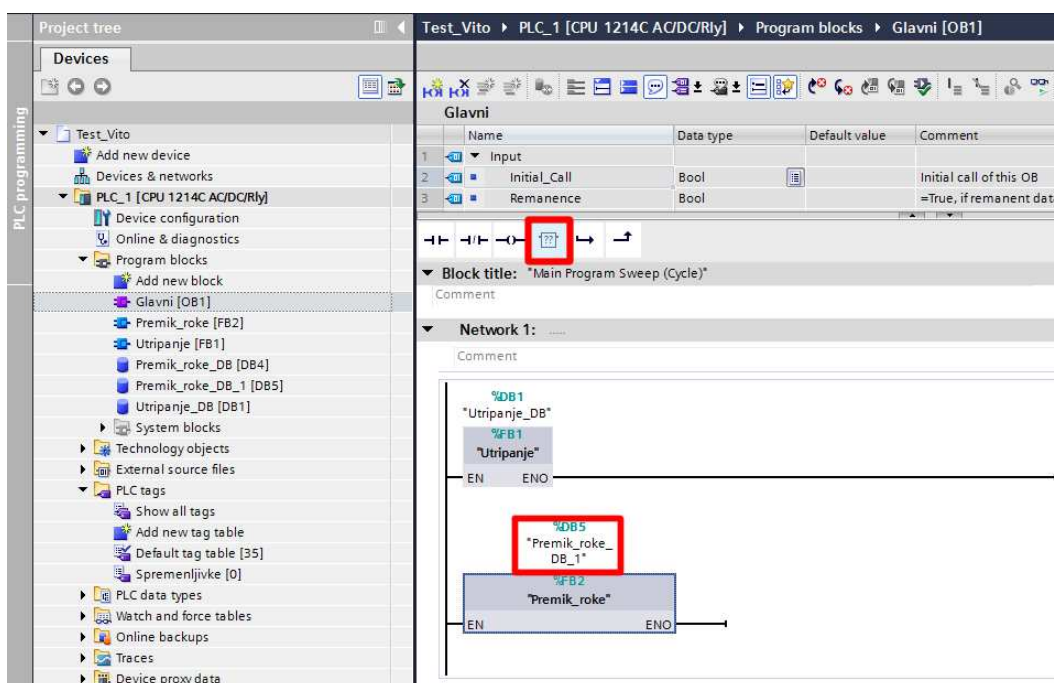 Project tree
Devices
PLC programming
Test_Vito
Add new device
Devices & networks
PLC_1 [CPU 1214C AC/DC/Rly]
Device configuration
Online & diagnostics
Program blocks
Add new block
Glavni [OB1]
Premik_roke [FB2]
Utripanje [FB1]
Premik_roke_DB [DB4]
Premik_roke_DB_1 [DB5]
Utripanje_DB [DB1]
System blocks
Technology objects
External source files
PLC tags
Show all tags
Add new tag table
Default tag table [35]
Spremenljivke [0]
PLC data types
Watch and force tables
Online backups
Traces
Device proxy data
Test_Vito PLC_1 [CPU 1214C AC/DC/Rly] Program blocks Glavni [OB1]
Glavni
Name Data type Default value Comment
1 Input
2 Initial_Call Bool Initial call of this OB
3 Remanence Bool =True, if remanent dat
??
Block title: "Main Program Sweep (Cycle)"
Comment
Network 1: .....
Comment
%DB1
"Utripanje_DB"
%FB1
"Utripanje"
EN ENO
%DB5
"Premik_roke_
DB_1"
%FB2
"Premik_roke"
EN ENO